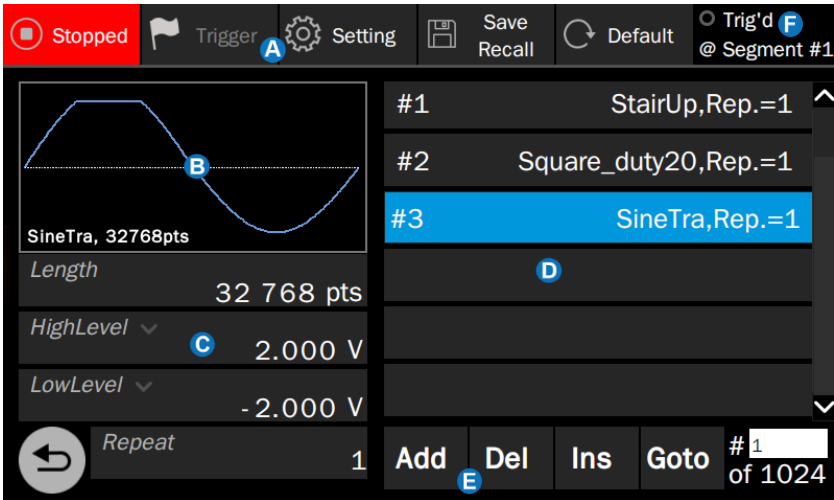 Stopped
Trigger
A
Setting
Save
Recall
Default
Trig'd F
@ Segment #1
B
SineTra, 32768pts
Length
32 768 pts
HighLevel
C
2.000 V
LowLevel
-2.000 V
Repeat
1
#1 StairUp,Rep.=1
#2 Square_duty20,Rep.=1
#3 SineTra,Rep.=1
D
Add Del Ins Goto
E
# 1
of 1024